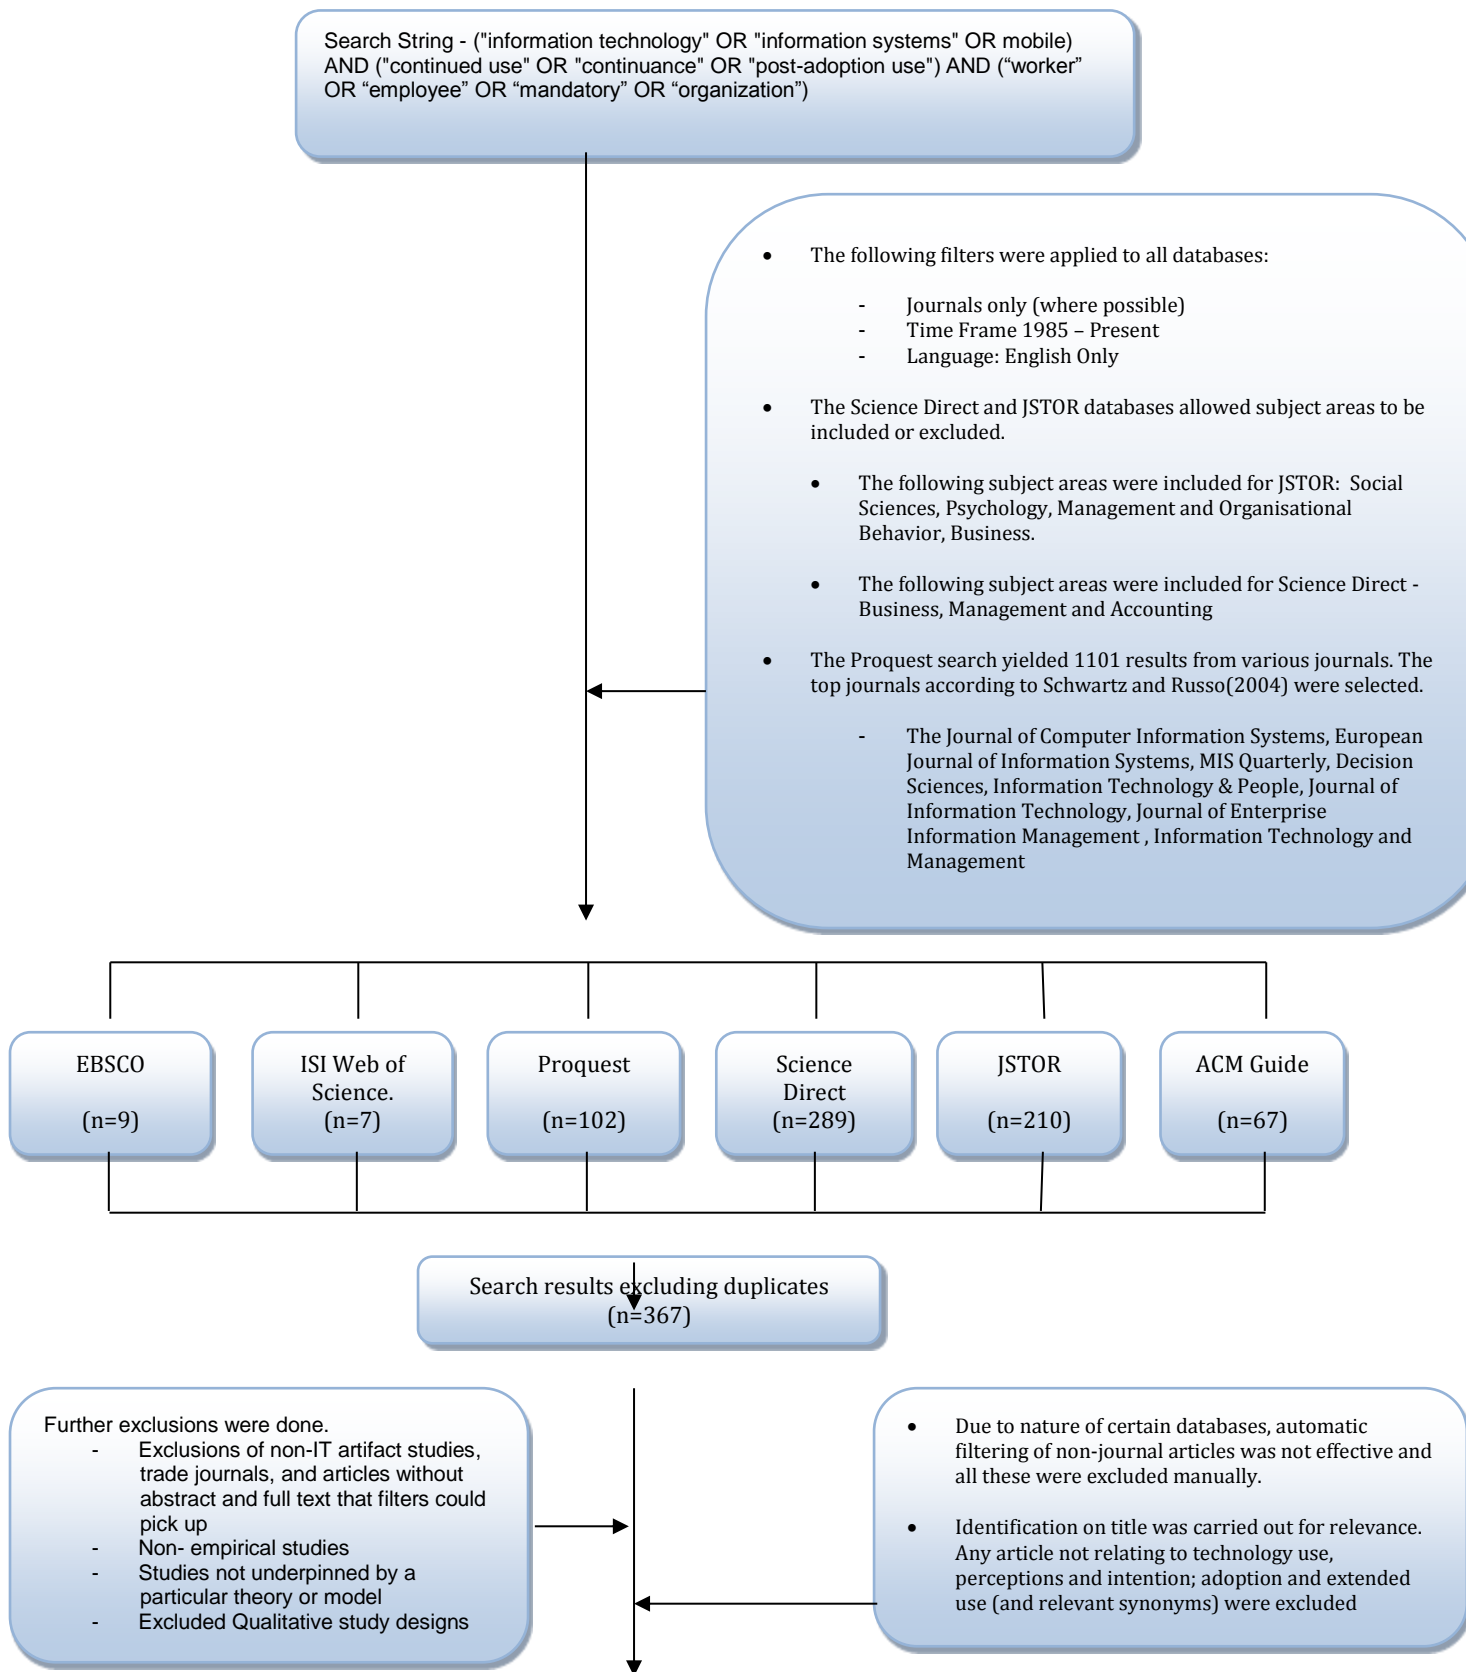 Search String - ("information technology" OR "information systems" OR mobile)
AND ("continued use" OR "continuance" OR "post-adoption use") AND (“worker”
OR “employee” OR “mandatory” OR “organization”)
• The following filters were applied to all databases:
- Journals only (where possible)
- Time Frame 1985 – Present
- Language: English Only
• The Science Direct and JSTOR databases allowed subject areas to be
included or excluded.
• The following subject areas were included for JSTOR: Social
Sciences, Psychology, Management and Organisational
Behavior, Business.
• The following subject areas were included for Science Direct -
Business, Management and Accounting
• The Proquest search yielded 1101 results from various journals. The
top journals according to Schwartz and Russo(2004) were selected.
- The Journal of Computer Information Systems, European
Journal of Information Systems, MIS Quarterly, Decision
Sciences, Information Technology & People, Journal of
Information Technology, Journal of Enterprise
Information Management , Information Technology and
Management
EBSCO
(n=9)
ISI Web of
Science.
(n=7)
Proquest
(n=102)
Science
Direct
(n=289)
JSTOR
(n=210)
ACM Guide
(n=67)
Search results excluding duplicates
(n=367)
Further exclusions were done.
- Exclusions of non-IT artifact studies,
trade journals, and articles without
abstract and full text that filters could
pick up
- Non- empirical studies
- Studies not underpinned by a
particular theory or model
- Excluded Qualitative study designs
• Due to nature of certain databases, automatic
filtering of non-journal articles was not effective and
all these were excluded manually.
• Identification on title was carried out for relevance.
Any article not relating to technology use,
perceptions and intention; adoption and extended
use (and relevant synonyms) were excluded